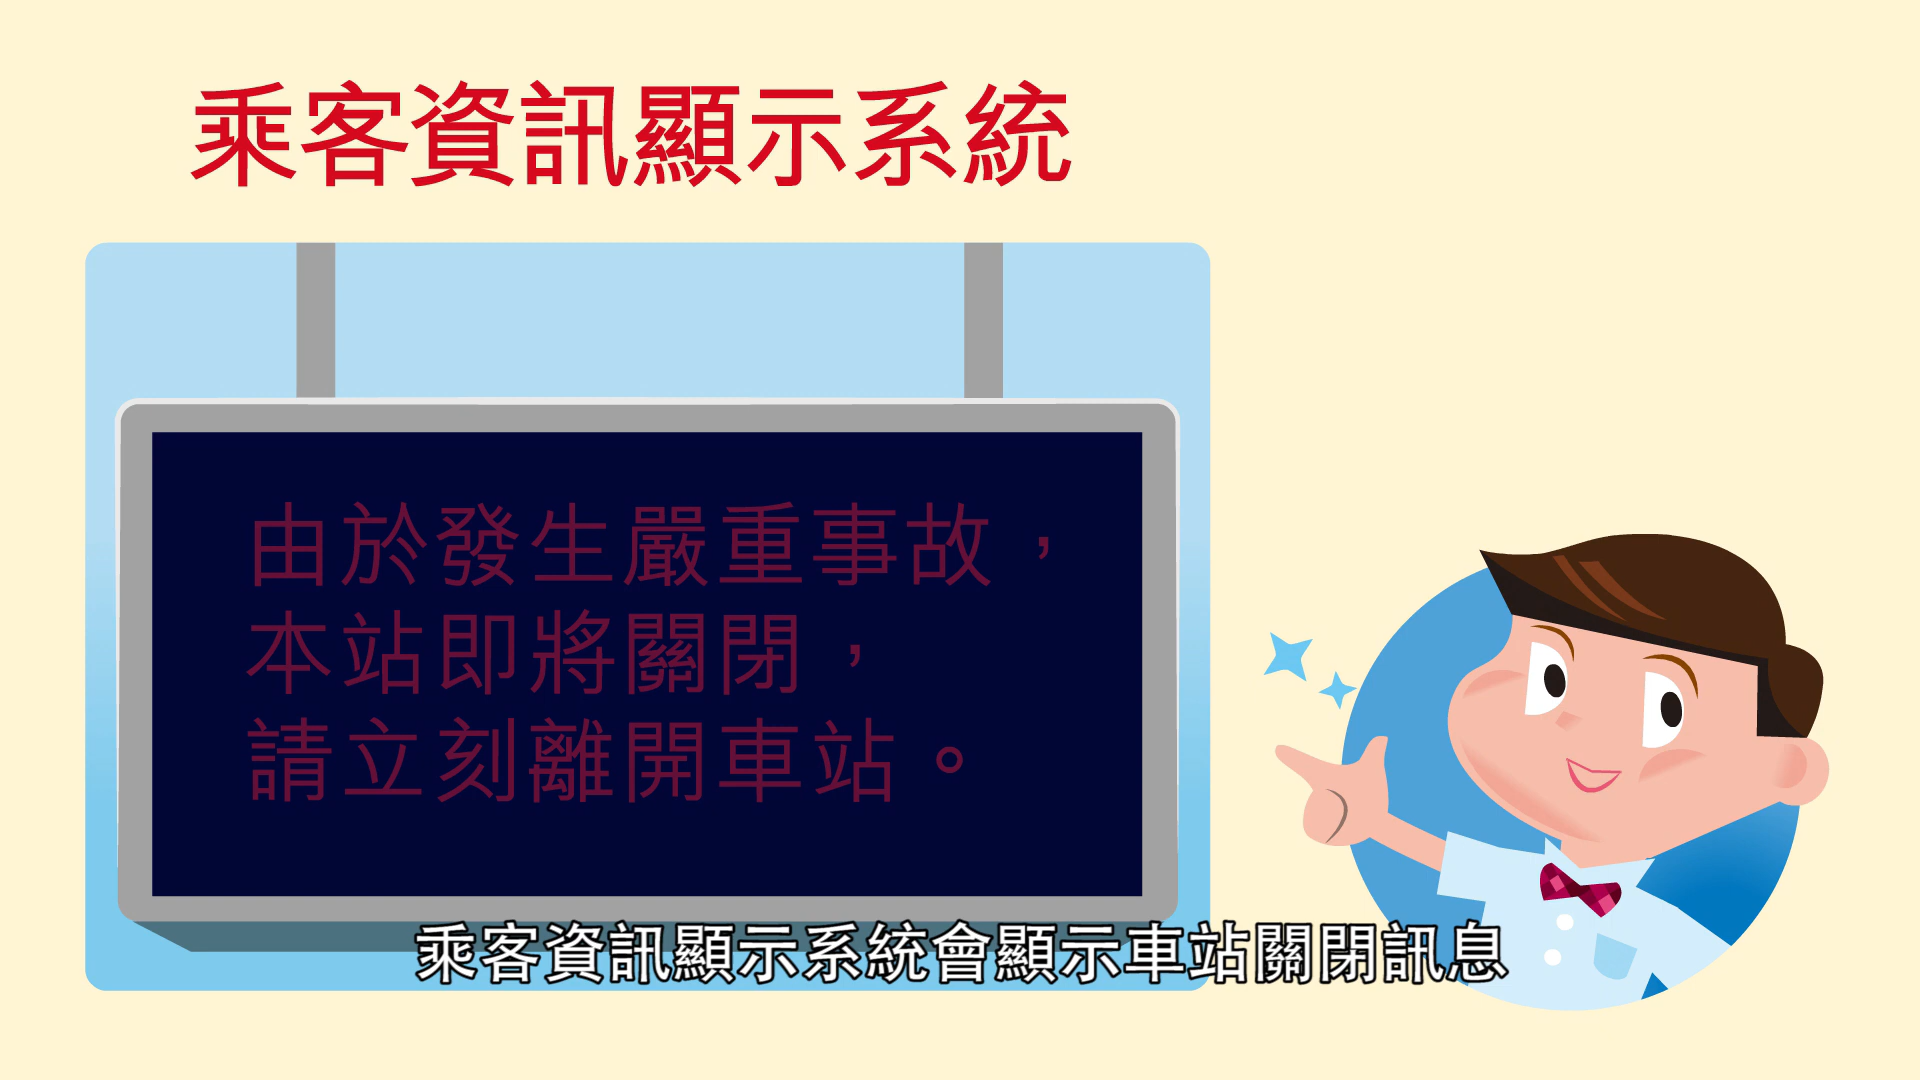 乘客資訊顯示系統
由於發生嚴重事故，
本站即將關閉，
請立刻離開車站。
乘客資訊顯示系統會顯示車站關閉訊息